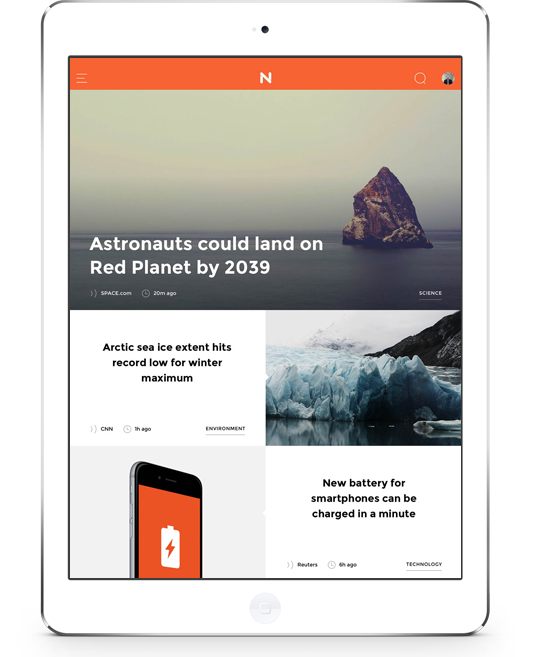 N
Astronauts could land on
Red Planet by 2039
SPACE.com 20m ago SCIENCE
Arctic sea ice extent hits
record low for winter
maximum
CNN 1h ago ENVIRONMENT
New battery for
smartphones can be
charged in a minute
Reuters 6h ago TECHNOLOGY